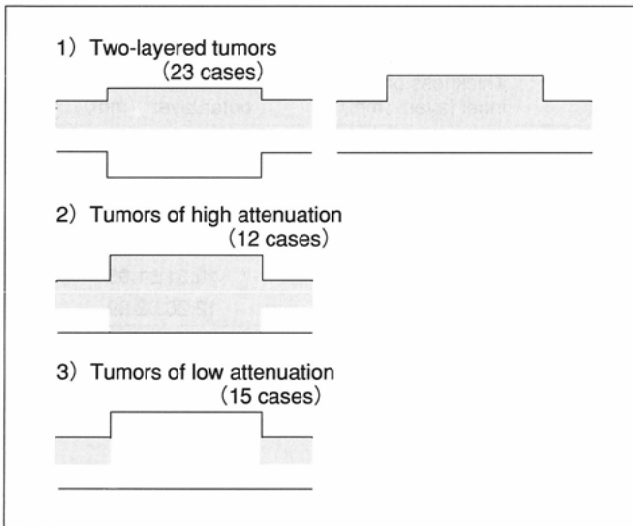 1) Two-layered tumors
(23 cases)
2) Tumors of high attenuation
(12 cases)
3) Tumors of low attenuation
(15 cases)